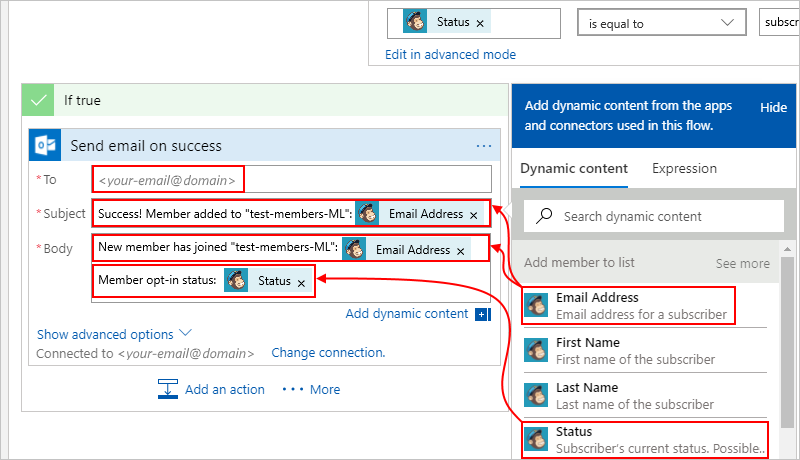 Status ×
is equal to
subscr
Edit in advanced mode
If true
Send email on success
* To
<your-email@domain>
* Subject
Success! Member added to "test-members-ML": Email Address ×
* Body
New member has joined "test-members-ML": Email Address ×
Member opt-in status: Status ×
Add dynamic content
Show advanced options
Connected to <your-email@domain> Change connection.
Add an action
··· More
Add dynamic content from the apps
and connectors used in this flow.
Hide
Dynamic content Expression
Search dynamic content
Add member to list See more
Email Address
Email address for a subscriber
First Name
First name of the subscriber
Last Name
Last name of the subscriber
Status
Subscriber's current status. Possible..